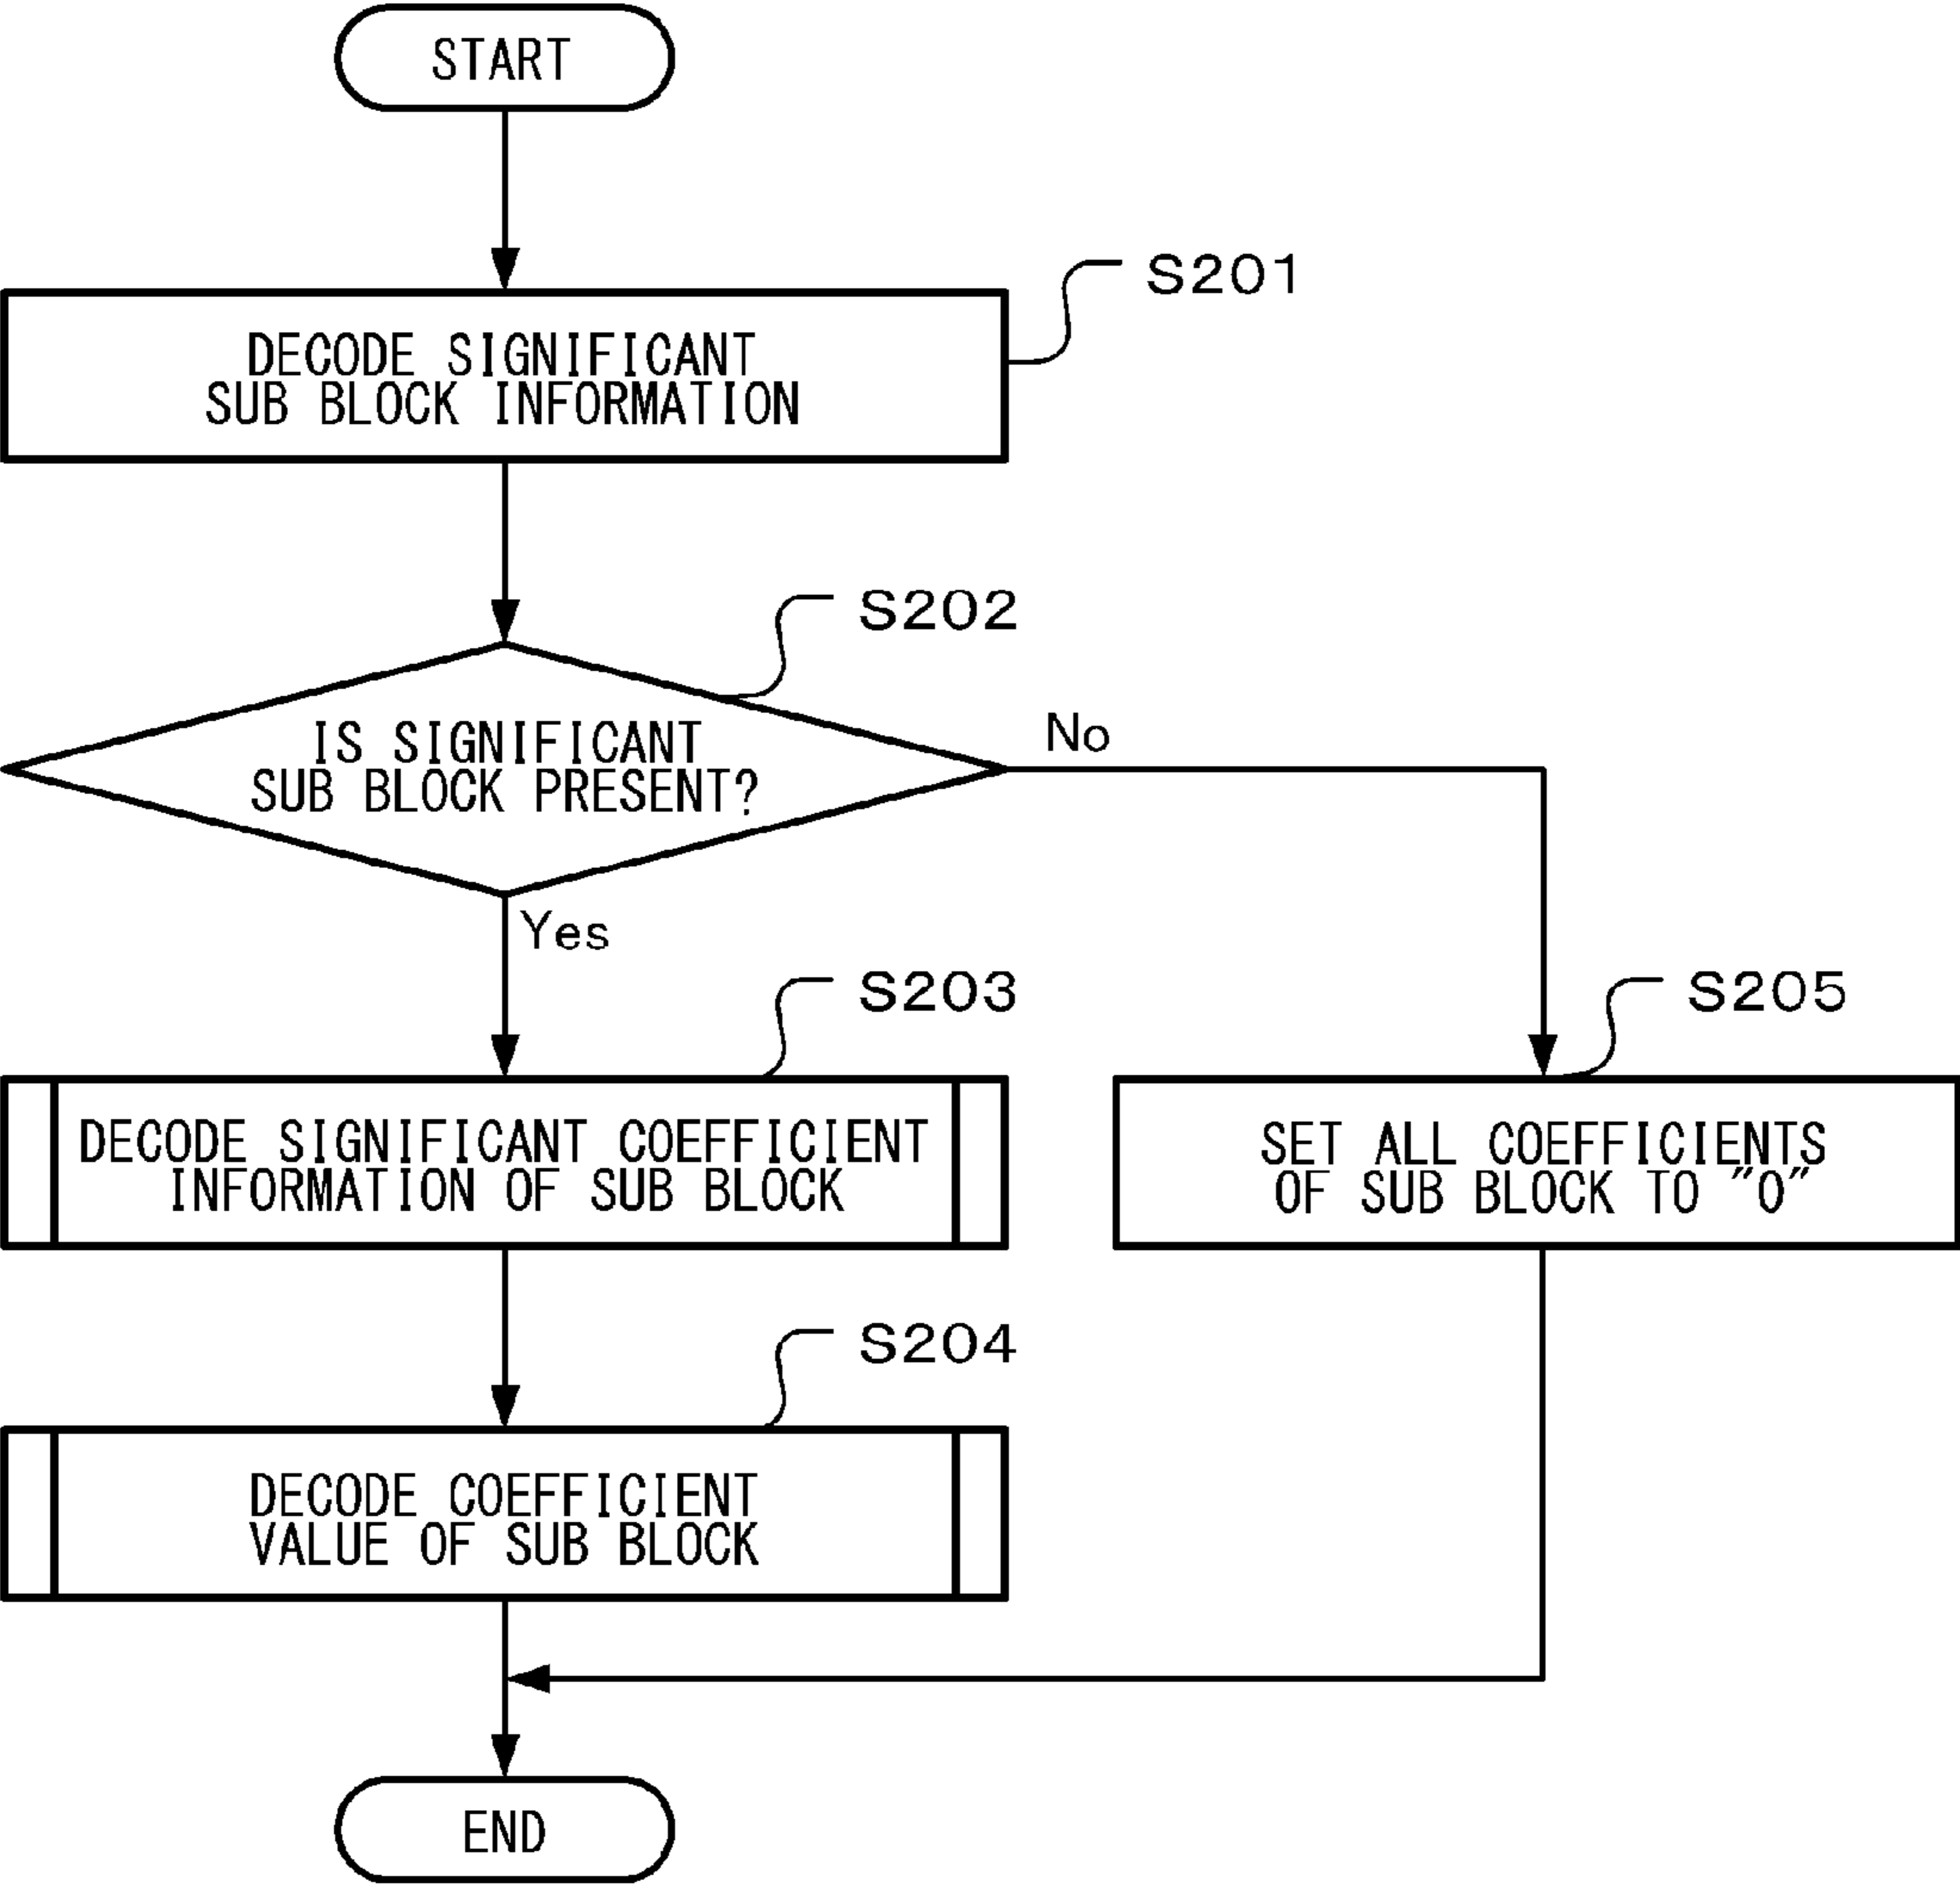 START
S201
DECODE SIGNIFICANT
SUB BLOCK INFORMATION
S202
IS SIGNIFICANT
SUB BLOCK PRESENT?
No
Yes
S203
DECODE SIGNIFICANT COEFFICIENT
INFORMATION OF SUB BLOCK
S205
SET ALL COEFFICIENTS
OF SUB BLOCK TO "0"
S204
DECODE COEFFICIENT
VALUE OF SUB BLOCK
END